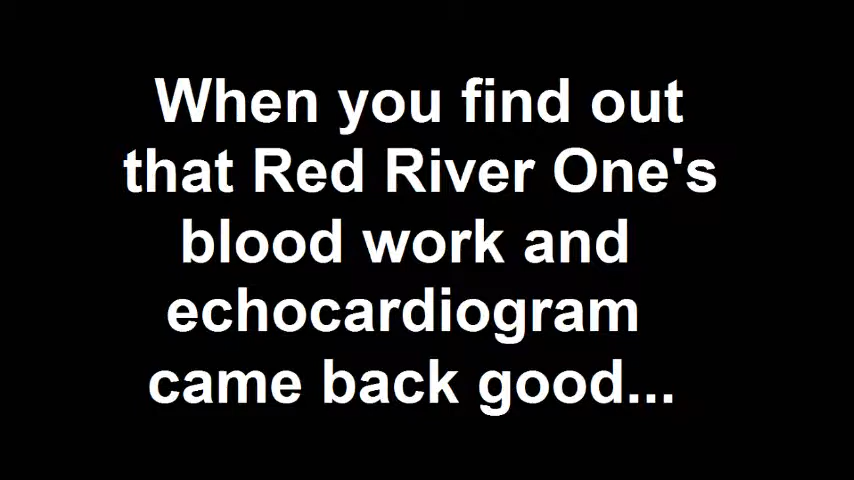 When you find out
that Red River One's
blood work and
echocardiogram
came back good...